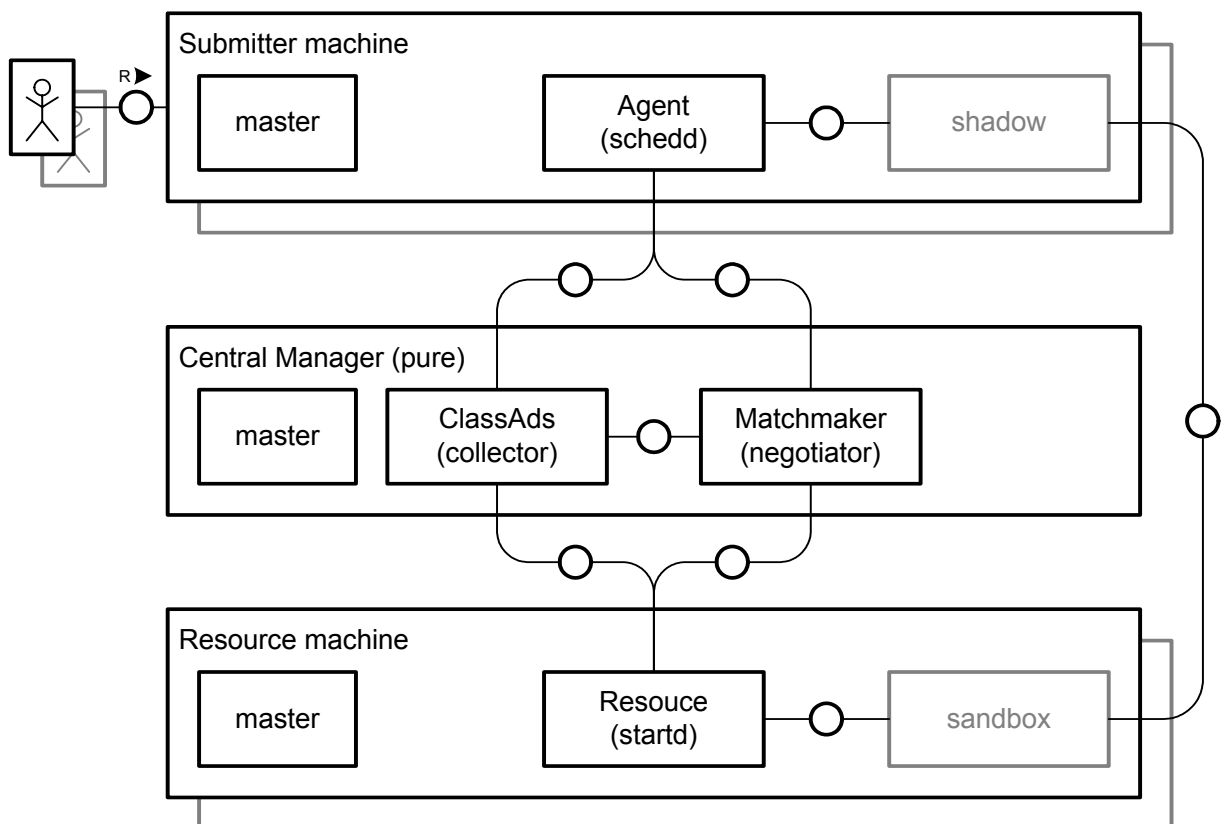 Submitter machine
R
master
Agent
(schedd)
shadow
Central Manager (pure)
master
ClassAds
(collector)
Matchmaker
(negotiator)
Resource machine
master
Resouce
(startd)
sandbox